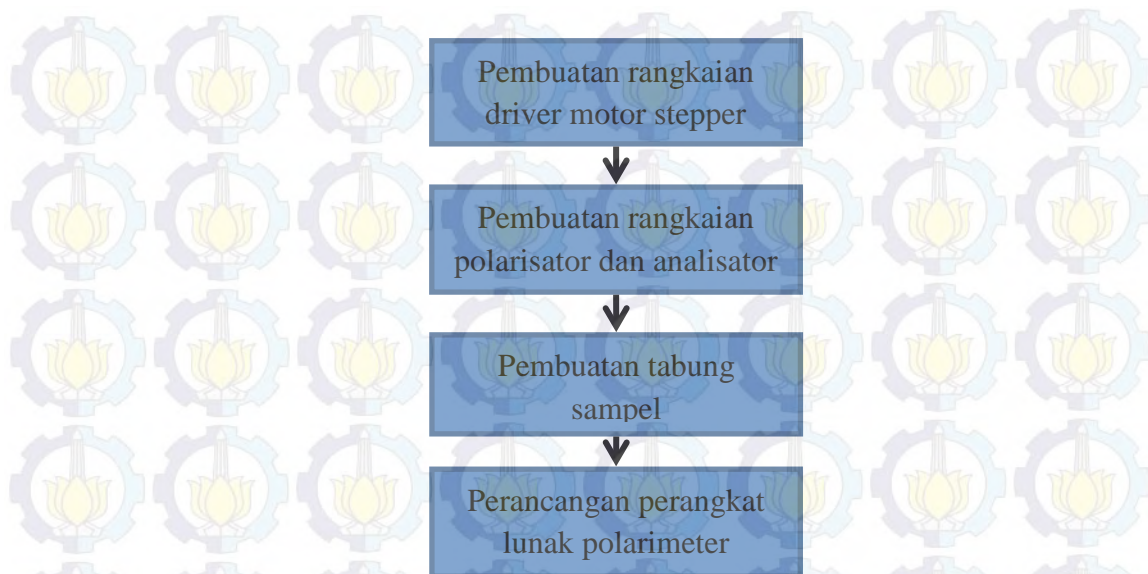 Pembuatan rangkaian
driver motor stepper
Pembuatan rangkaian
polarisator dan analisator
Pembuatan tabung
sampel
Perancangan perangkat
lunak polarimeter